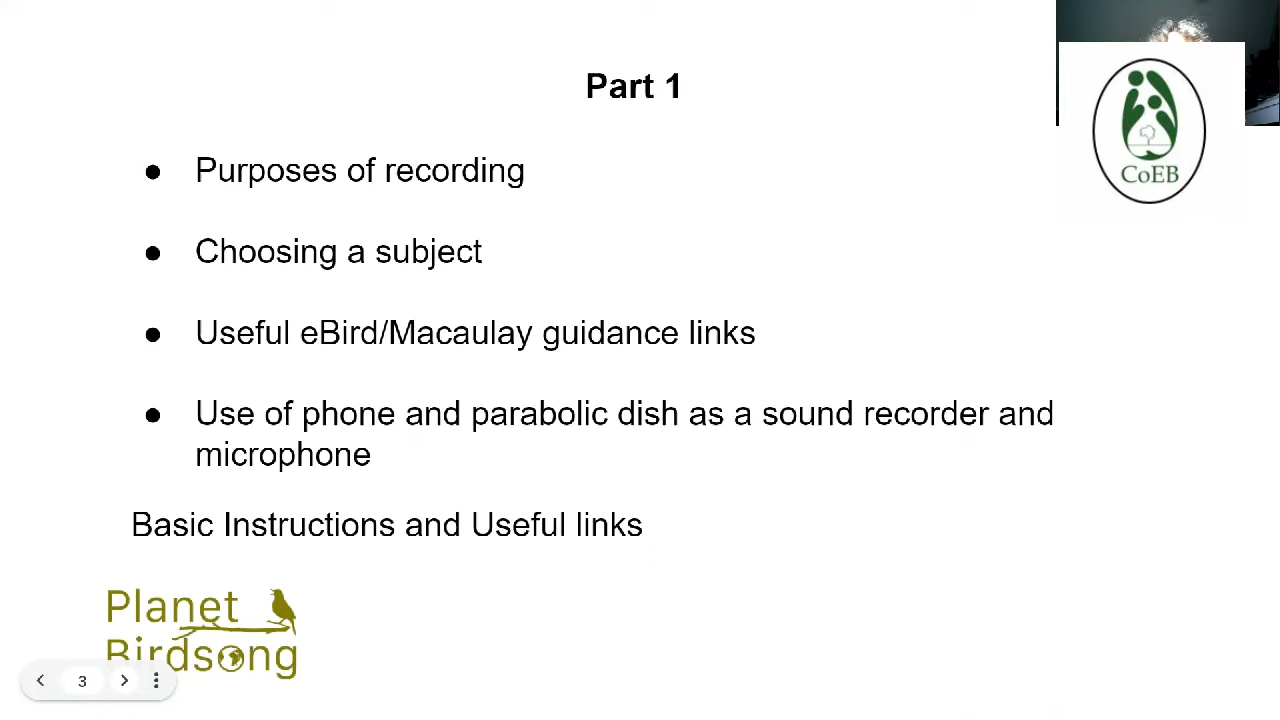 Part 1
● Purposes of recording
● Choosing a subject
● Useful eBird/Macaulay guidance links
● Use of phone and parabolic dish as a sound recorder and
microphone
Basic Instructions and Useful links
CoEB
Planet
Birdsong
3